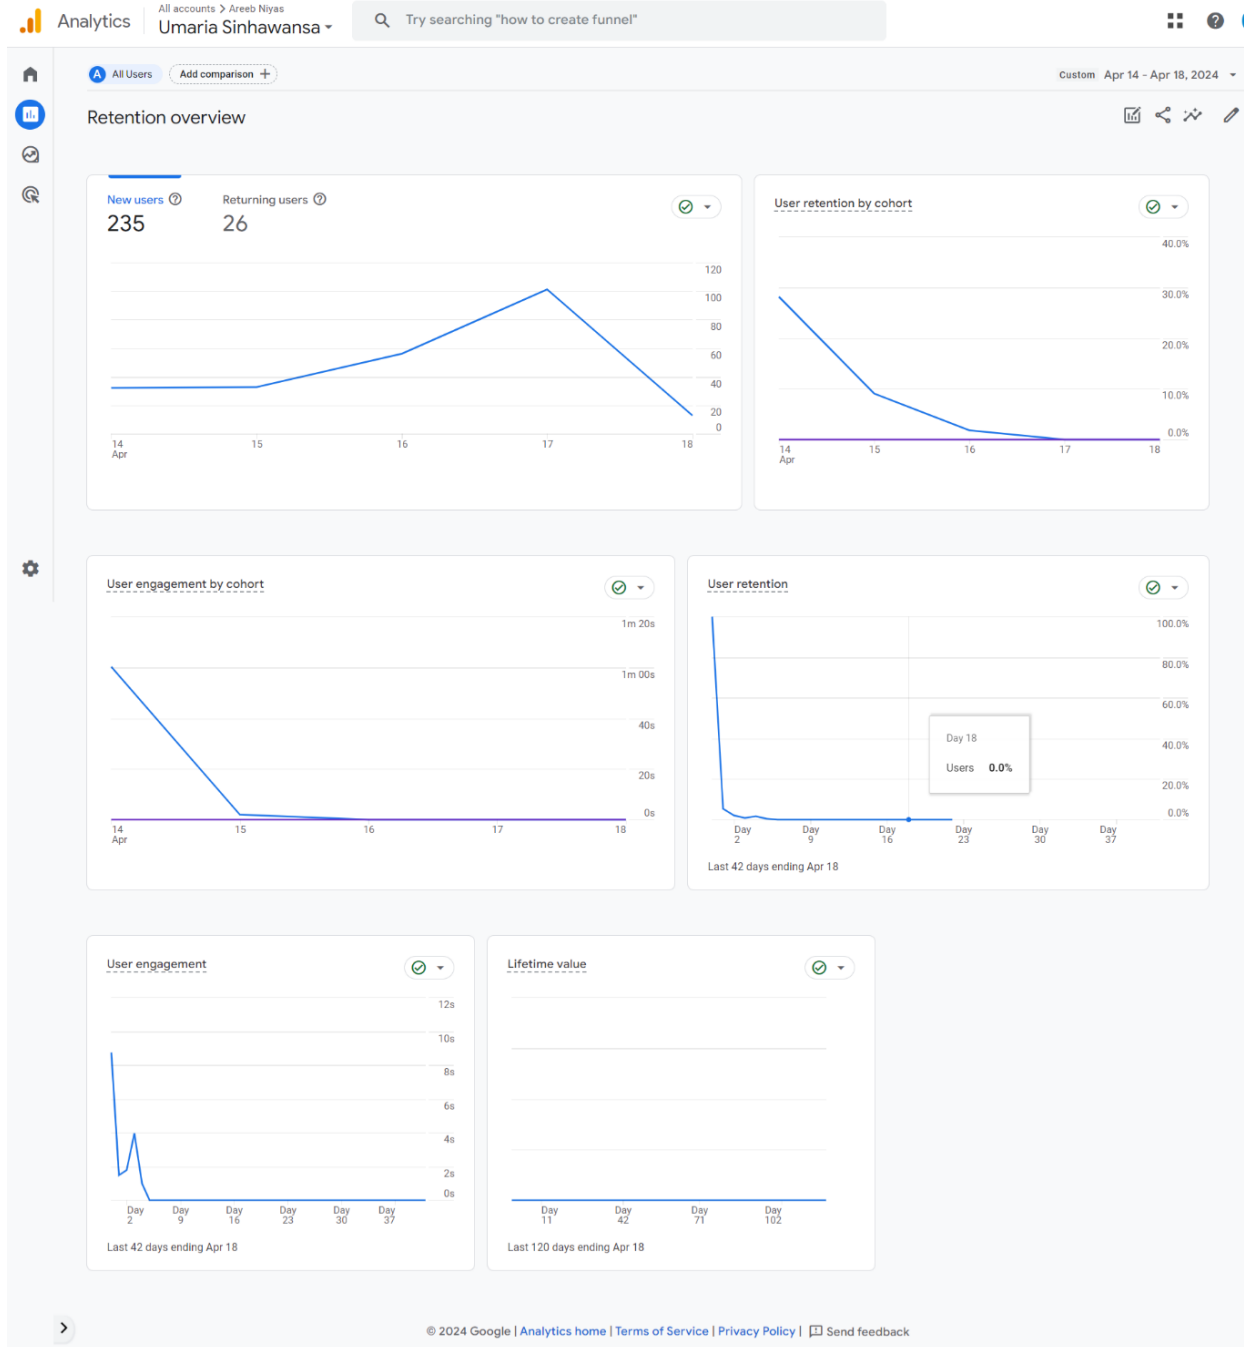 All accounts > Areeb Niyas
Analytics
Umaria Sinhawansa
Try searching "how to create funnel"
A All Users
Add comparison +
Custom Apr 14 - Apr 18, 2024
Retention overview
New users
Returning users
235
26
120
100
80
60
40
20
0
14
Apr
15
16
17
18
User retention by cohort
40.0%
30.0%
20.0%
10.0%
0.0%
14
Apr
15
16
17
18
User engagement by cohort
1m 20s
1m 00s
40s
20s
0s
14
Apr
15
16
17
18
User retention
100.0%
80.0%
60.0%
40.0%
20.0%
0.0%
Day 18
Users 0.0%
Day
2
Day
9
Day
16
Day
23
Day
30
Day
37
Last 42 days ending Apr 18
User engagement
12s
10s
8s
6s
4s
2s
0s
Day
2
Day
9
Day
16
Day
23
Day
30
Day
37
Last 42 days ending Apr 18
Lifetime value
Day
11
Day
42
Day
71
Day
102
Last 120 days ending Apr 18
© 2024 Google | Analytics home | Terms of Service | Privacy Policy | Send feedback